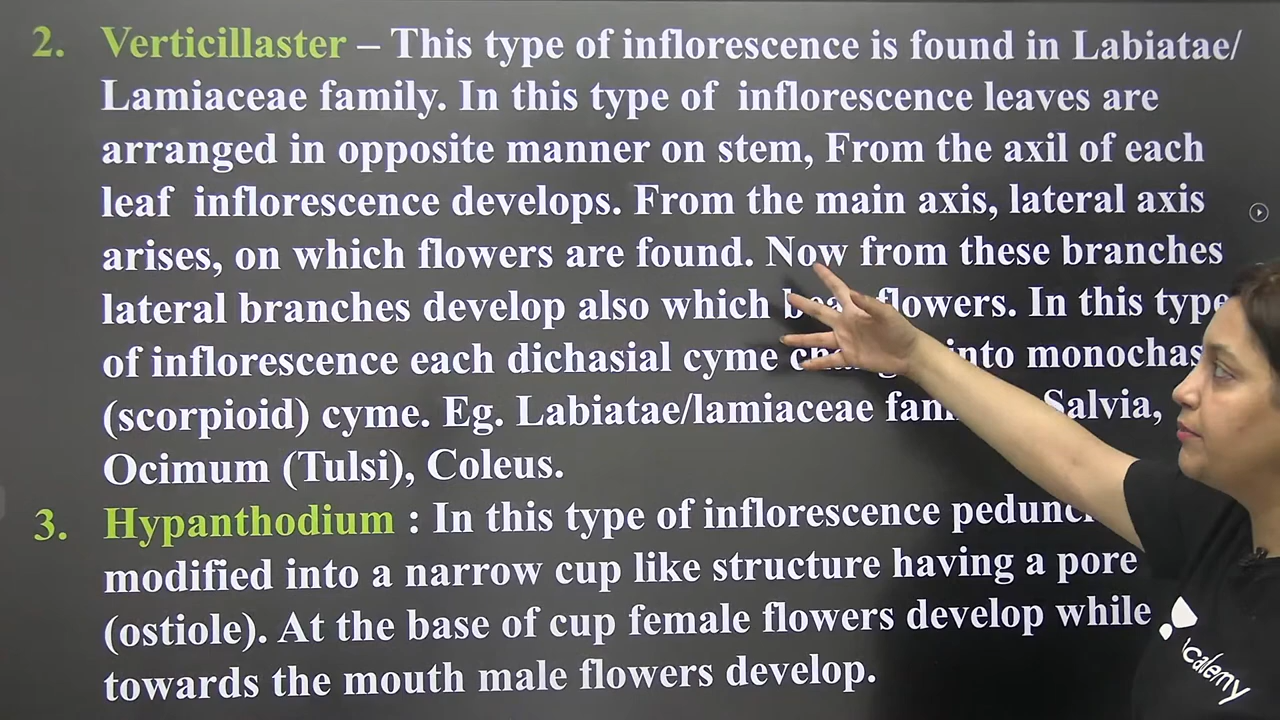 2. Verticillaster – This type of inflorescence is found in Labiatae/
Lamiaceae family. In this type of inflorescence leaves are
arranged in opposite manner on stem, From the axil of each
leaf inflorescence develops. From the main axis, lateral axis
arises, on which flowers are found. Now from these branches
lateral branches develop also which flowers. In this type
of inflorescence each dichasial cyme into
(scorpioid) cyme. Eg. Labiatae/lamiaceae Salvia,
Ocimum (Tulsi), Coleus.
3. Hypanthodium : In this type of inflorescence
modified into a narrow cup like structure having a pore
(ostiole). At the base of cup female flowers develop while
towards the mouth male flowers develop.